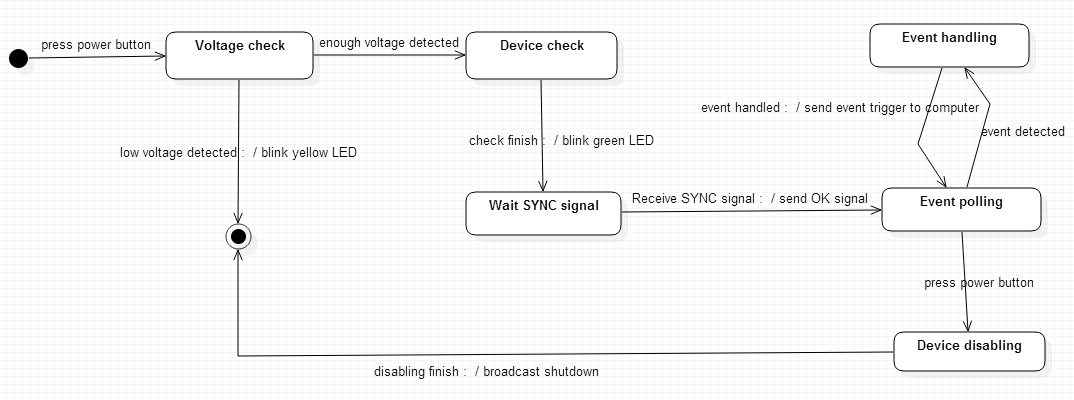 press power button
Voltage check
enough voltage detected
Device check
Event handling
event handled : / send event trigger to computer
event detected
low voltage detected : / blink yellow LED
check finish : / blink green LED
Wait SYNC signal
Receive SYNC signal : / send OK signal
Event polling
press power button
Device disabling
disabling finish : / broadcast shutdown